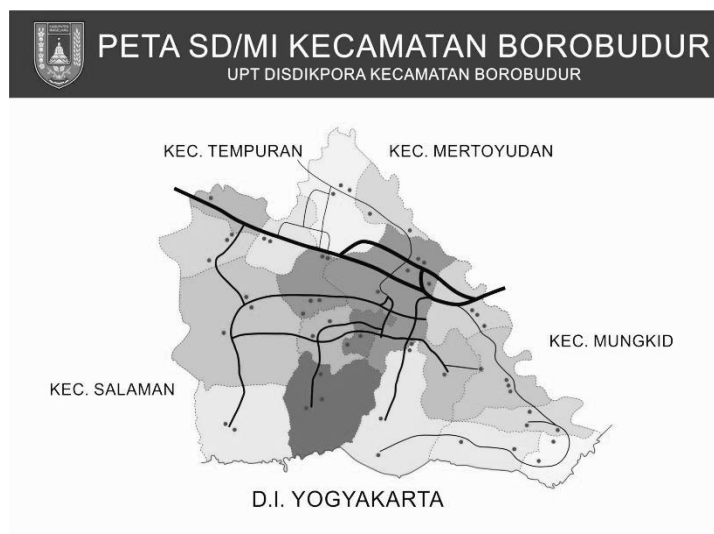 PETA SD/MI KECAMATAN BOROBUDUR
UPT DISDIKPORA KECAMATAN BOROBUDUR
KEC. TEMPURAN
KEC. MERTOYUDAN
KEC. MUNGKID
KEC. SALAMAN
D.I. YOGYAKARTA